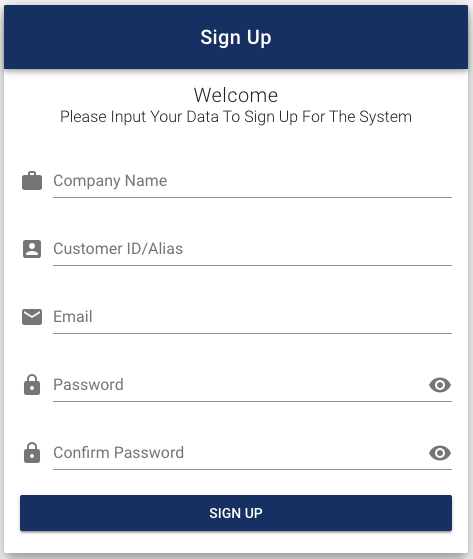 Sign Up
Welcome
Please Input Your Data To Sign Up For The System
Company Name
Customer ID/Alias
Email
Password
Confirm Password
SIGN UP